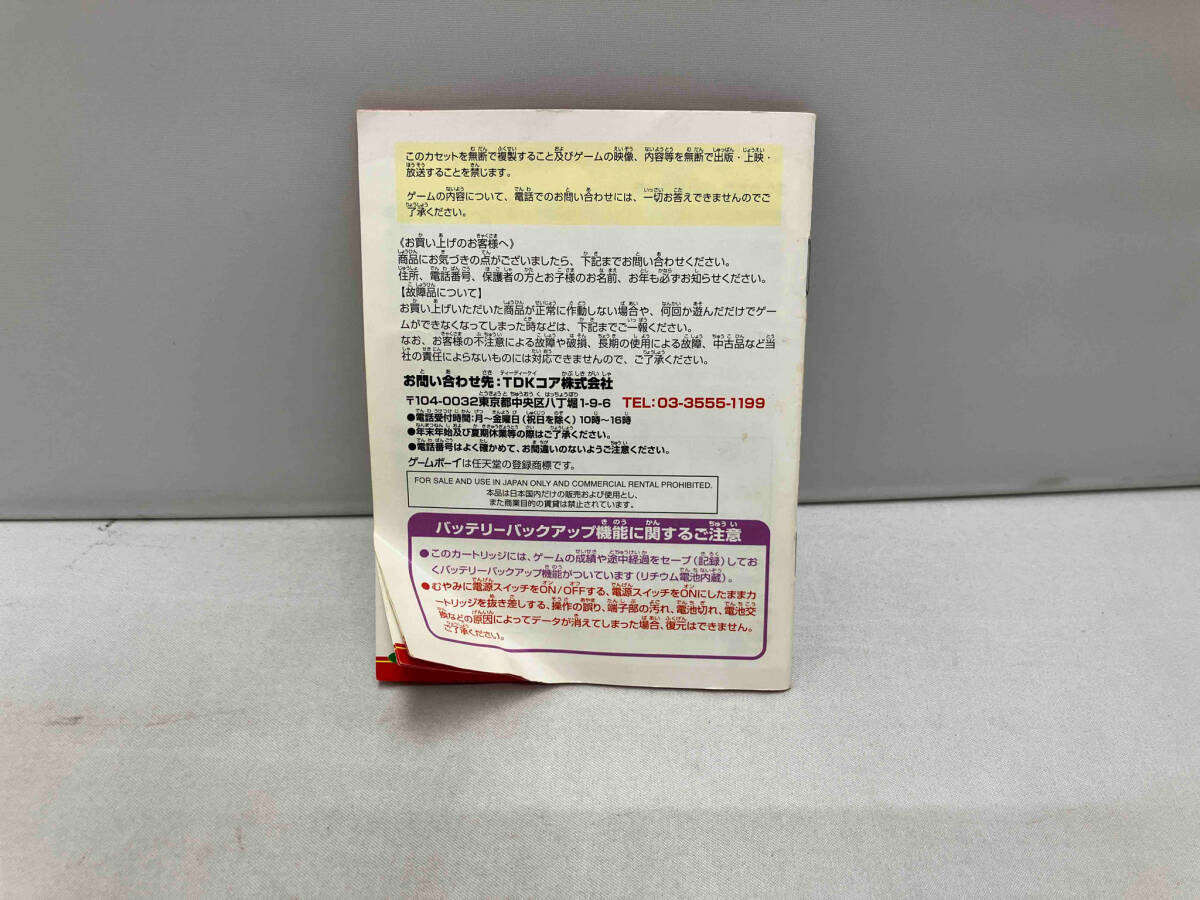 このカセットを無断で複製すること及びゲームの映像、内容等を無断で出版・上映・
放送することを禁じます。
ゲームの内容について、電話でのお問い合わせには、一切お答えできませんのでご
了承ください。
《お買い上げのお客様へ》
商品にお気づきの点がございましたら、下記までお問い合わせください。
住所、電話番号、保護者の方とお子様のお名前、お年も必ずお知らせください。
【故障品について】
お買い上げいただいた商品が正常に作動しない場合や、何回か遊んだだけでゲー
ムができなくなってしまった時などは、下記までご一報ください。
なお、お客様の不注意による故障や破損、長期の使用による故障、中古品など当
社の責任によらないものには対応できませんので、ご了承ください。
お問い合わせ先:TDKコア株式会社
〒104-0032東京都中央区八丁堀1-9-6 TEL:03-3555-1199
●電話受付時間:月〜金曜日(祝日を除く)10時〜16時
●年末年始及び夏期休業等の際はご了承ください。
●電話番号はよく確かめて、お間違いのないようご注意ください。
ゲームボーイは任天堂の登録商標です。
FOR SALE AND USE IN JAPAN ONLY AND COMMERCIAL RENTAL PROHIBITED.
本品は日本国内だけの販売および使用とし、
また商業目的の賃貸は禁止されています。
バッテリーバックアップ機能に関するご注意
●このカートリッジには、ゲームの成績や途中経過をセーブ(記録)してお
くバッテリーバックアップ機能がついています(リチウム電池内蔵)。
●むやみに電源スイッチをON/OFFする、電源スイッチをONにしたままカ
ートリッジを抜き差しする、操作の誤り、端子部の汚れ、電池切れ、電池交
換などの原因によってデータが消えてしまった場合、復元はできません。
ご了承ください。